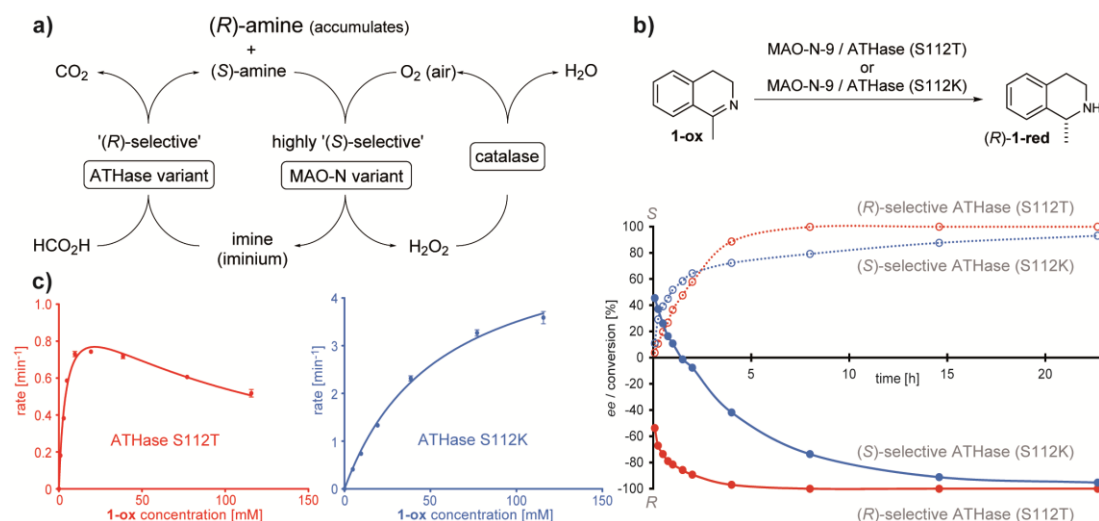 a)
(R)-amine (accumulates)
+
CO2
(S)-amine
O2 (air)
H2O
'(R)-selective'
highly '(S)-selective'
ATHase variant
MAO-N variant
catalase
HCO2H
imine
(iminium)
H2O2
b)
MAO-N-9 / ATHase (S112T)
or
MAO-N-9 / ATHase (S112K)
N
1-ox
NH
(R)-1-red
S
100
80
60
40
20
0
-20
-40
-60
-80
-100
R
ee / conversion [%]
5
10
15
20
time [h]
(R)-selective ATHase (S112T)
(S)-selective ATHase (S112K)
(S)-selective ATHase (S112K)
(R)-selective ATHase (S112T)
c)
1.0
0.8
0.6
0.4
0.2
0
rate [min-1]
ATHase S112T
0
50
100
150
1-ox concentration [mM]
4
3
2
1
0
rate [min-1]
ATHase S112K
0
50
100
150
1-ox concentration [mM]